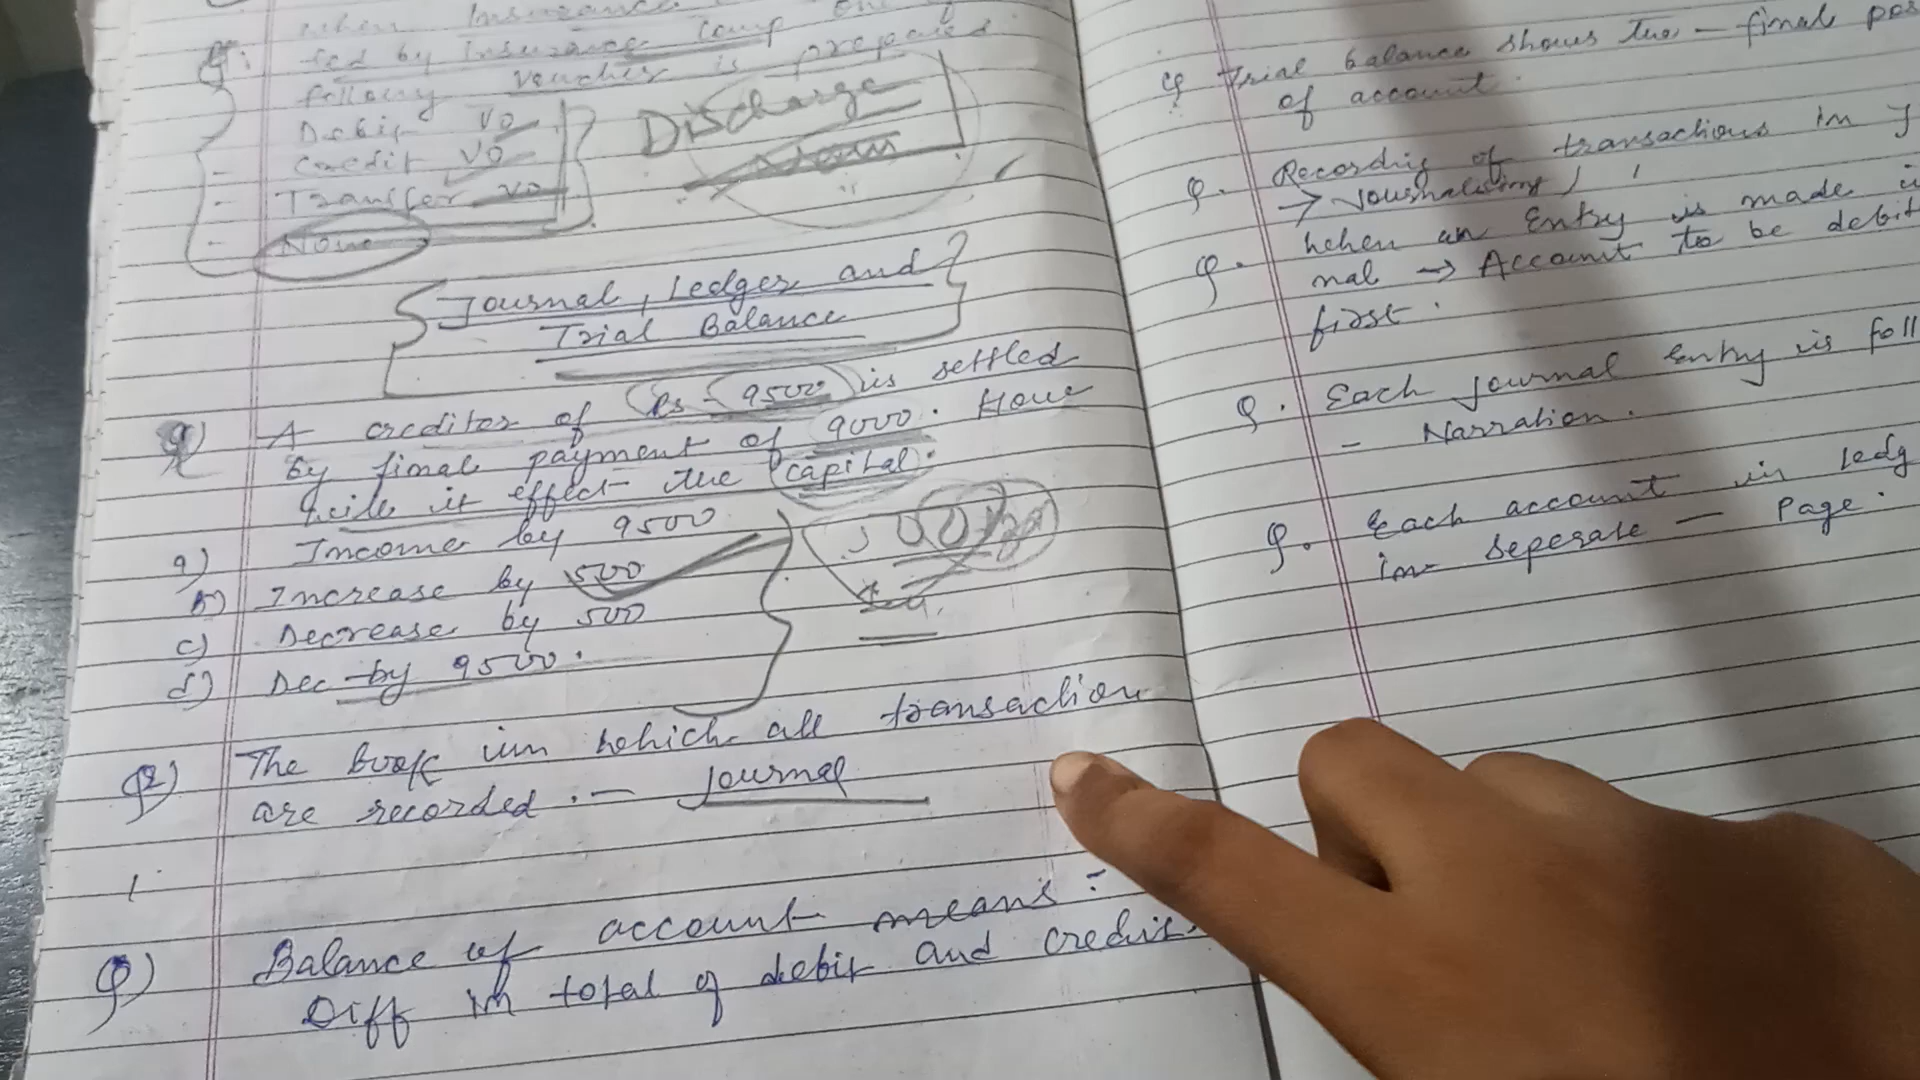 when Insurance
Q. ted by Insurance Comp
following voucher is prepared.
- Debit VO
- Credit VO
- Transfer VO
- None
Discharge
Journal, Ledger and
Trial Balance
Q) A creditor of Rs - 9500 is settled
by final payment of 9000. How
will it effect the capital.
a) Income by 9500
b) Increase by 500
c) Decrease by 500
d) Dec by 9500.
Q2) The book in which all transaction
are recorded. - Journal
Q) Balance of account means -
Diff in total of debit and credit.
Q Trial balance shows the - final pos
of account.
Q. Recording of transactions in J
→ Journalising
Q. when an Entry is made i
nal → Account to be debit
first.
Q. Each journal entry is foll
- Narration.
Q. Each account in ledg
in seperate - Page.